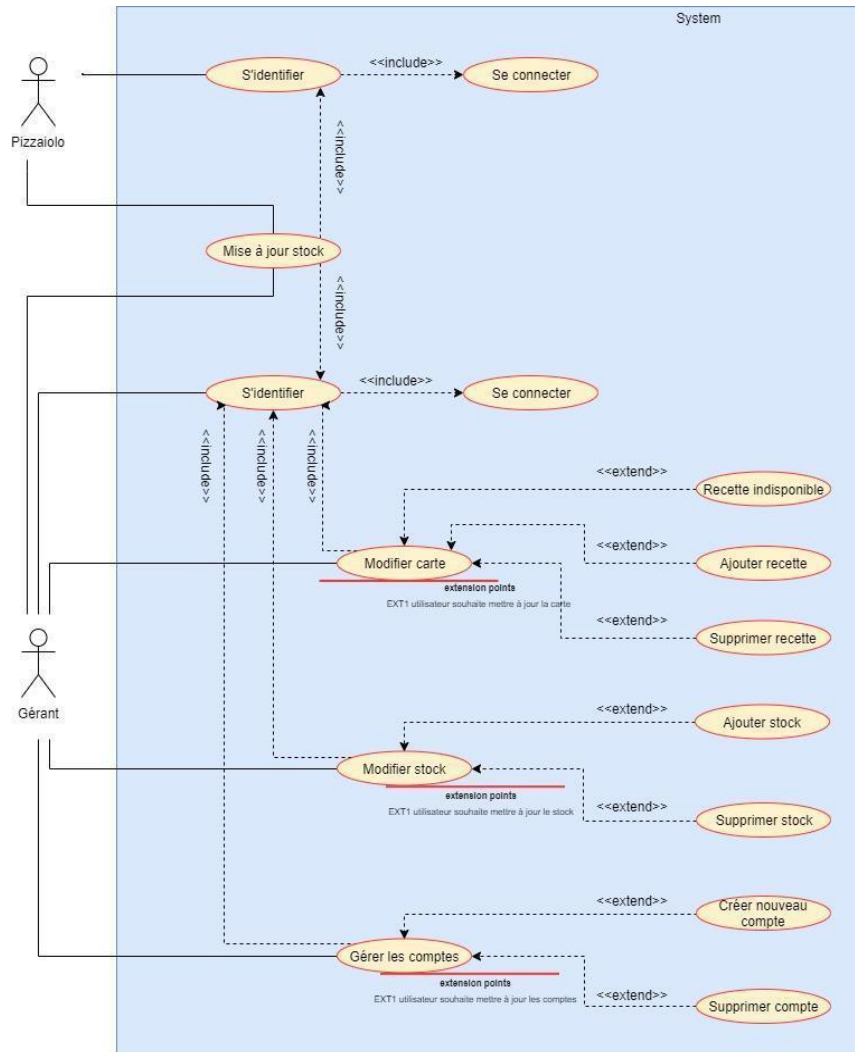 System
S'identifier
<<include>>
Se connecter
Pizzaiolo
<<include>>
Mise à jour stock
<<include>>
S'identifier
<<include>>
Se connecter
<<include>>
<<include>>
<<include>>
<<extend>>
Recette indisponible
<<extend>>
Modifier carte
Ajouter recette
extension points
EXT1 utilisateur souhaite mettre à jour la carte
<<extend>>
Supprimer recette
Gérant
<<extend>>
Ajouter stock
Modifier stock
extension points
EXT1 utilisateur souhaite mettre à jour le stock
<<extend>>
Supprimer stock
<<extend>>
Créer nouveau
compte
Gérer les comptes
extension points
EXT1 utilisateur souhaite mettre à jour les comptes
<<extend>>
Supprimer compte